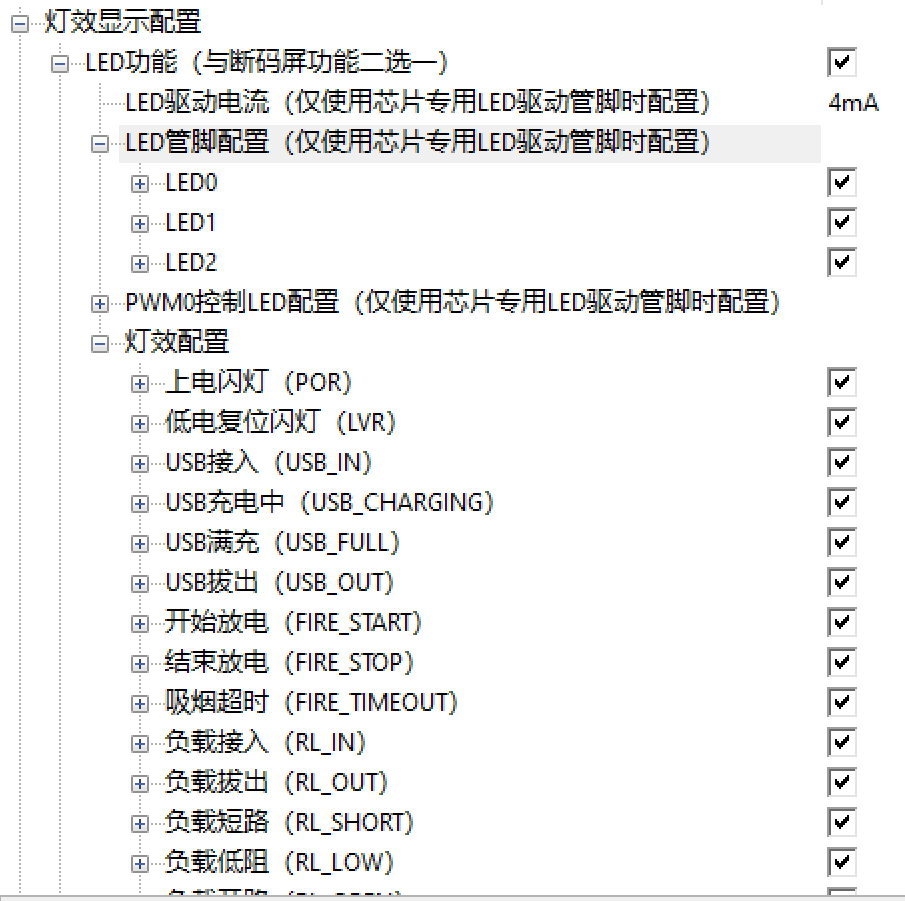 灯效显示配置
LED功能（与断码屏功能二选一）
LED驱动电流（仅使用芯片专用LED驱动管脚时配置） 4mA
LED管脚配置（仅使用芯片专用LED驱动管脚时配置）
LED0
LED1
LED2
PWM0控制LED配置（仅使用芯片专用LED驱动管脚时配置）
灯效配置
上电闪灯（POR）
低电复位闪灯（LVR）
USB接入（USB_IN）
USB充电中（USB_CHARGING）
USB满充（USB_FULL）
USB拔出（USB_OUT）
开始放电（FIRE_START）
结束放电（FIRE_STOP）
吸烟超时（FIRE_TIMEOUT）
负载接入（RL_IN）
负载拔出（RL_OUT）
负载短路（RL_SHORT）
负载低阻（RL_LOW）